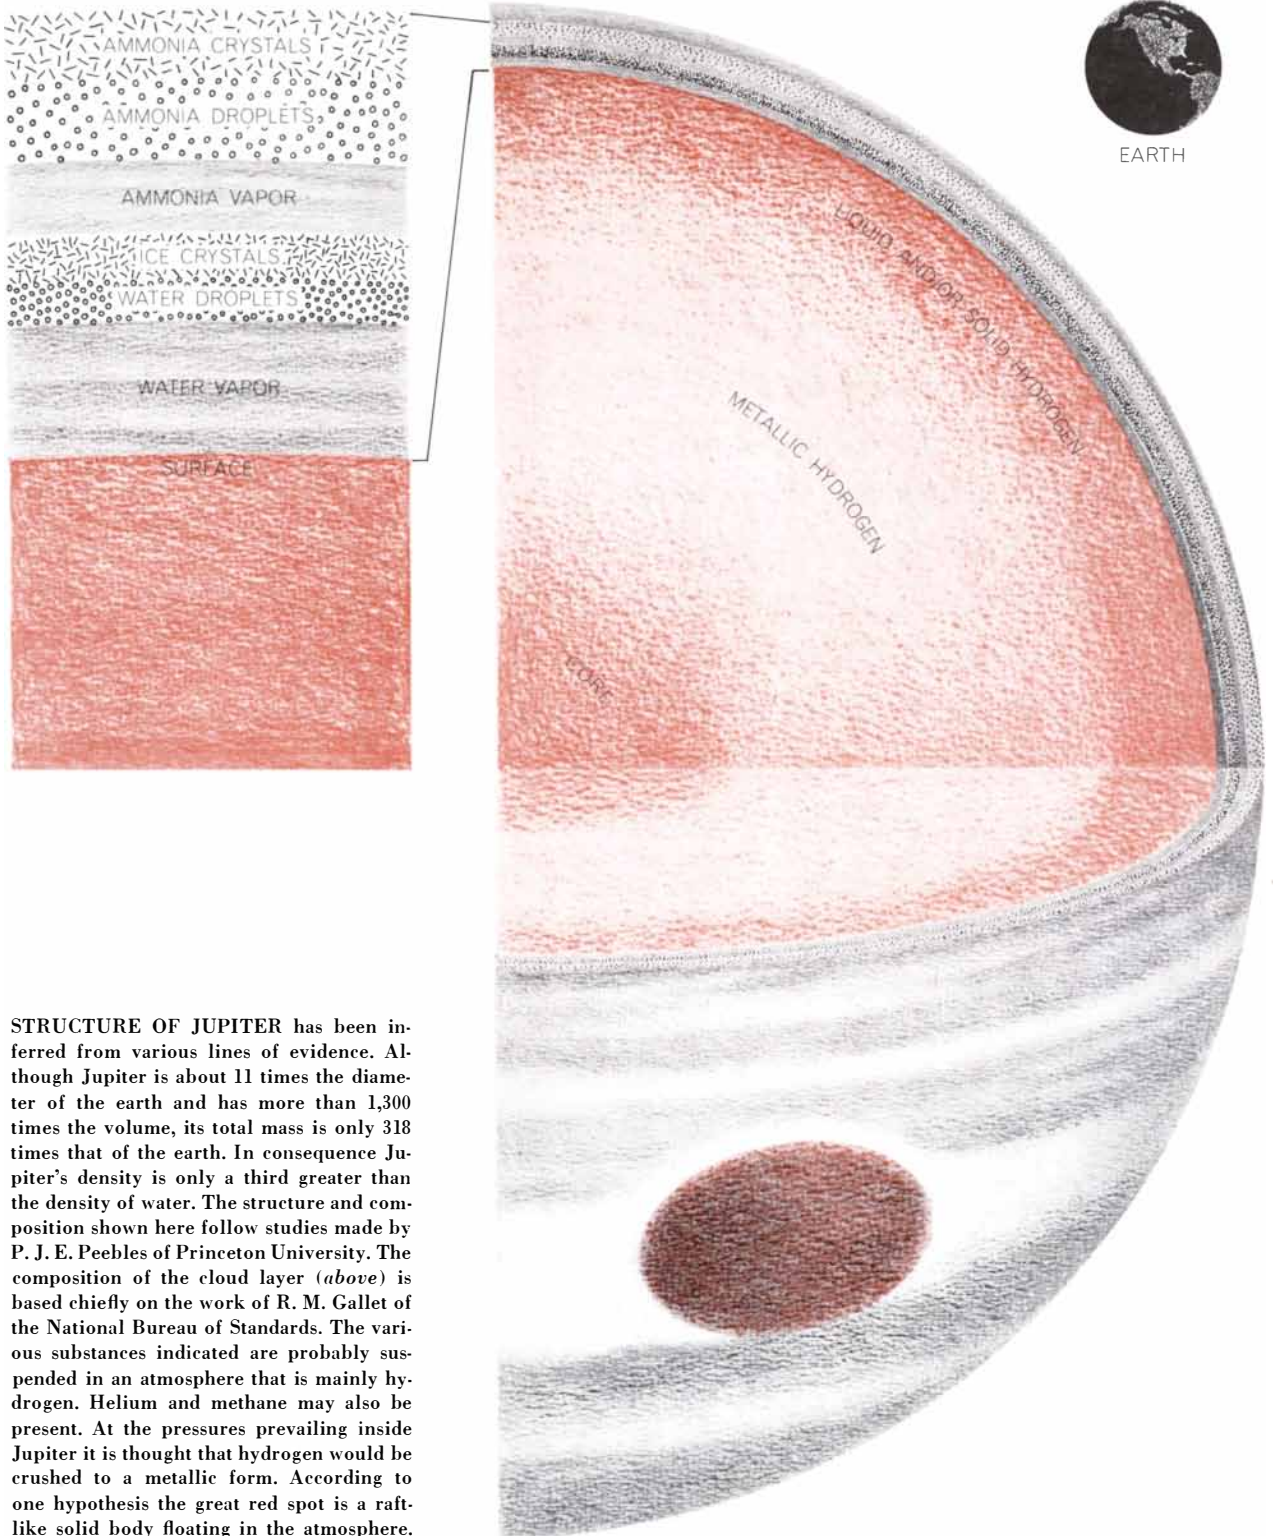 AMMONIA CRYSTALS
AMMONIA DROPLETS
AMMONIA VAPOR
ICE CRYSTALS
WATER DROPLETS
WATER VAPOR
SURFACE
EARTH
LIQUID AND/OR SOLID HYDROGEN
METALLIC HYDROGEN
CORE
STRUCTURE OF JUPITER has been in-
ferred from various lines of evidence. Al-
though Jupiter is about 11 times the diame-
ter of the earth and has more than 1,300
times the volume, its total mass is only 318
times that of the earth. In consequence Ju-
piter's density is only a third greater than
the density of water. The structure and com-
position shown here follow studies made by
P. J. E. Peebles of Princeton University. The
composition of the cloud layer (above) is
based chiefly on the work of R. M. Gallet of
the National Bureau of Standards. The vari-
ous substances indicated are probably sus-
pended in an atmosphere that is mainly hy-
drogen. Helium and methane may also be
present. At the pressures prevailing inside
Jupiter it is thought that hydrogen would be
crushed to a metallic form. According to
one hypothesis the great red spot is a raft-
like solid body floating in the atmosphere.